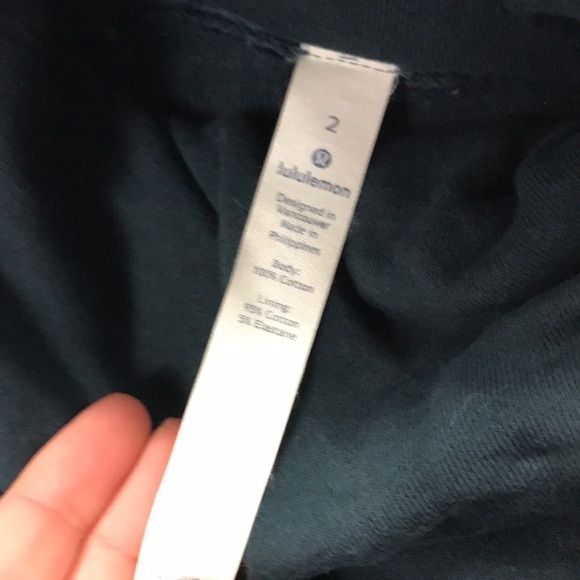 2
lululemon
Designed in
Vancouver
Made in
Philippines
Body:
100% Cotton
Lining:
95% Cotton
5% Elastane